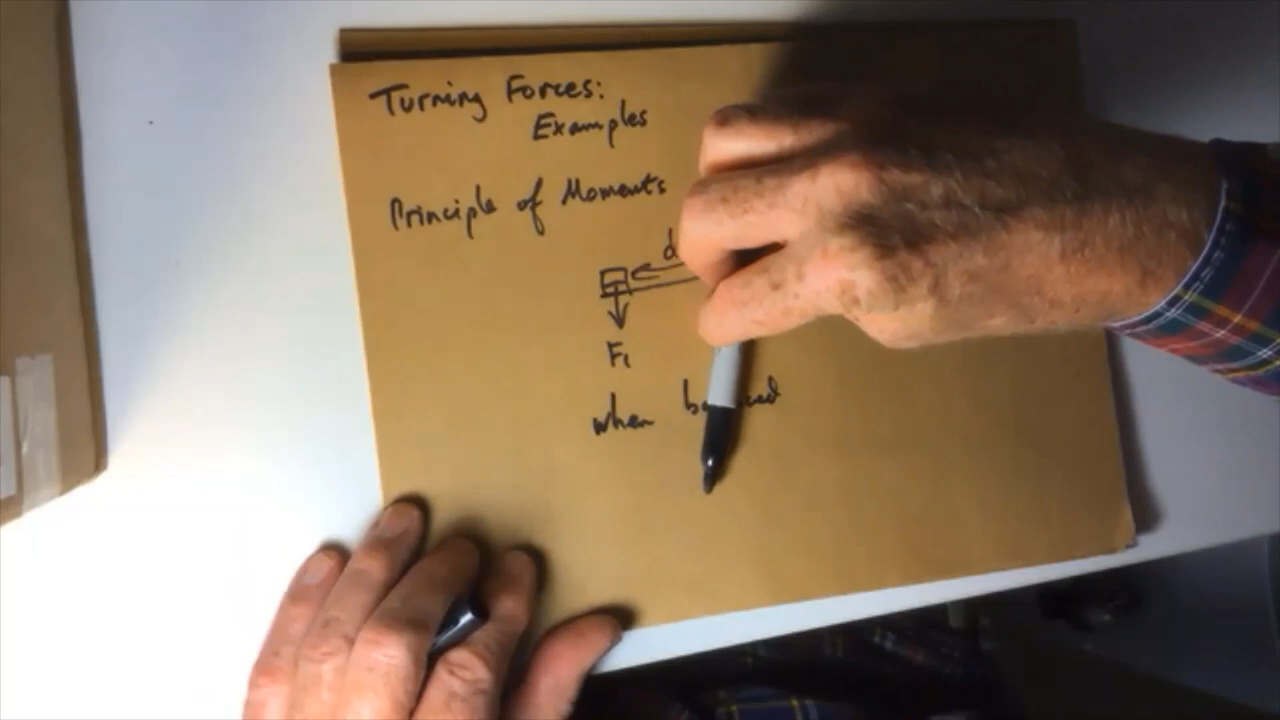 Turning Forces:
Examples
Principle of Moments
d
F1
when